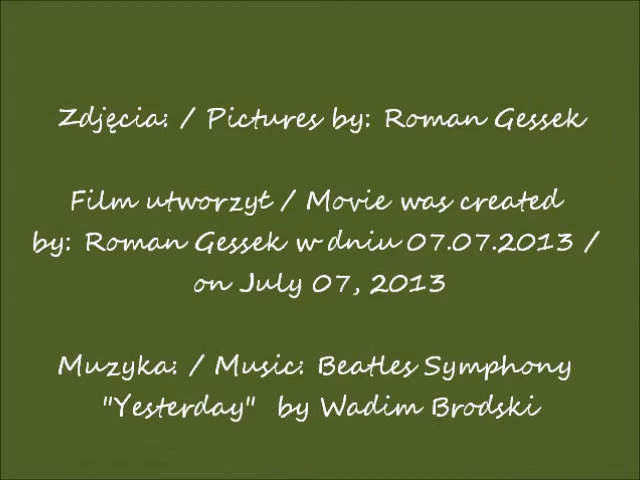 Zdjęcia: / Pictures by: Roman Gessek
Film utworzył / Movie was created
by: Roman Gessek w dniu 07.07.2013 /
on July 07, 2013
Muzyka: / Music: Beatles Symphony
"Yesterday" by Wadim Brodski